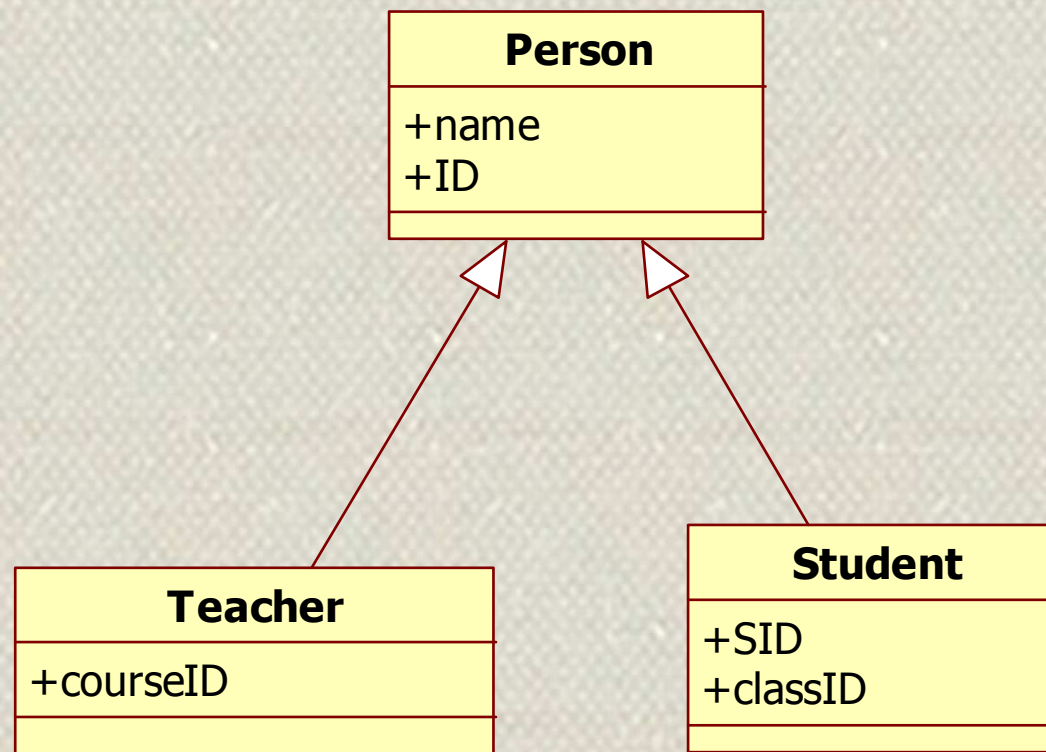 Person
+name
+ID
Teacher
+courseID
Student
+SID
+classID